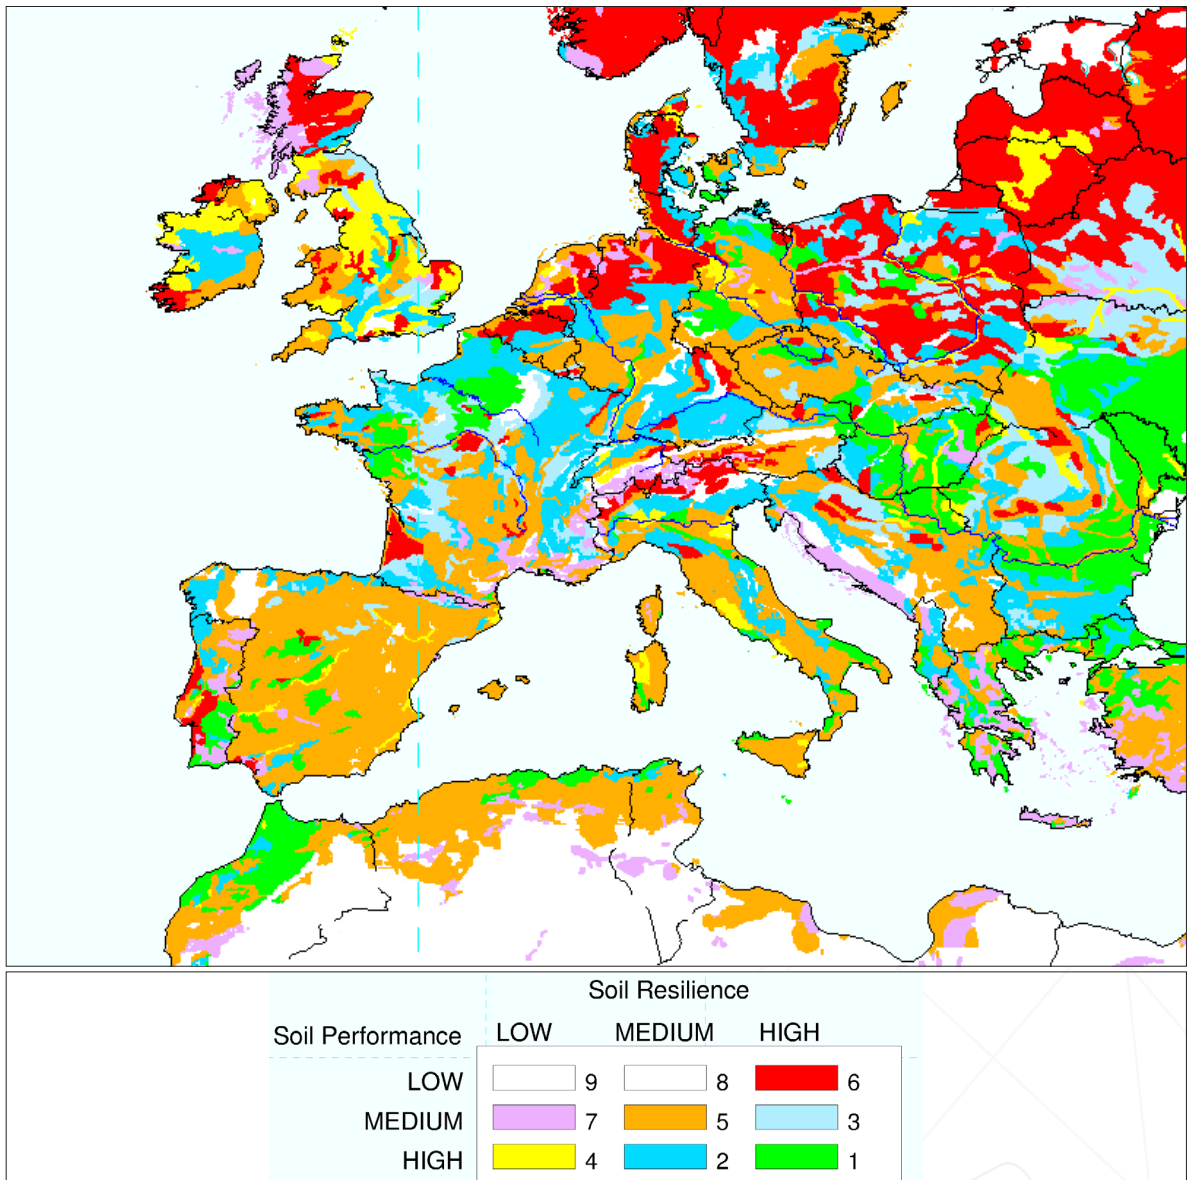 Soil Resilience
Soil Performance LOW MEDIUM HIGH
LOW 9 8 6
MEDIUM 7 5 3
HIGH 4 2 1